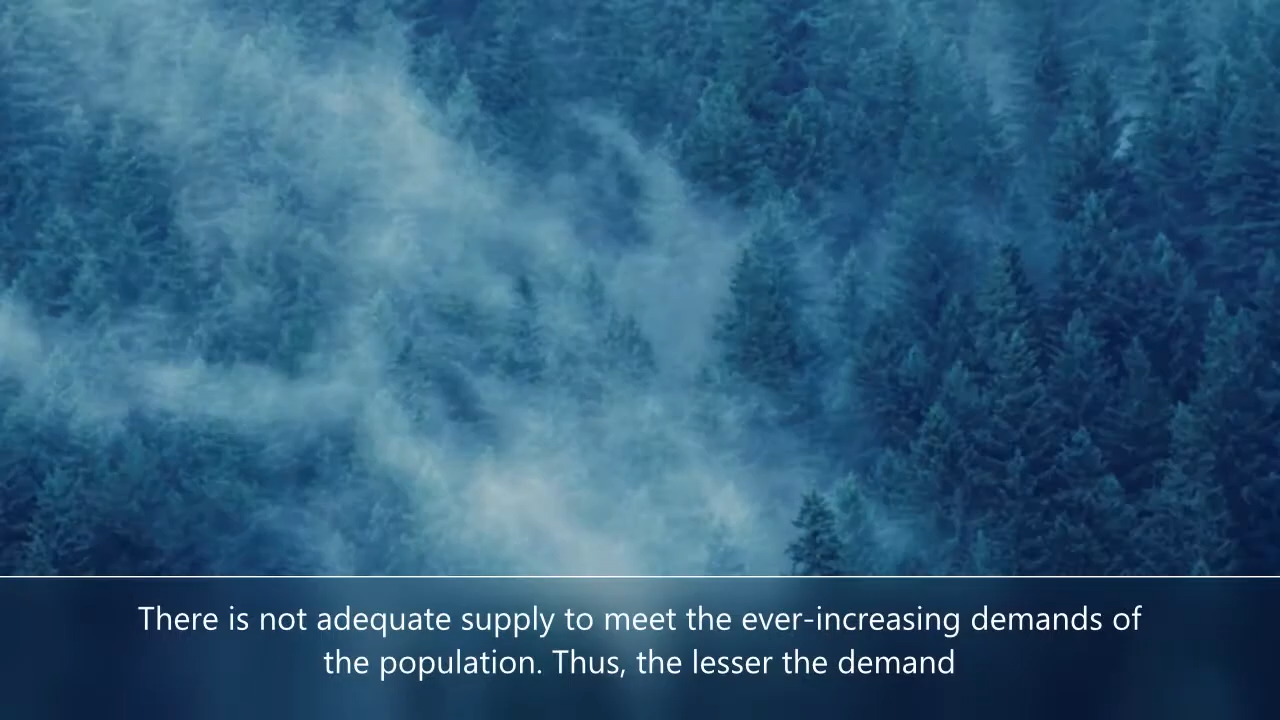 There is not adequate supply to meet the ever-increasing demands of
the population. Thus, the lesser the demand